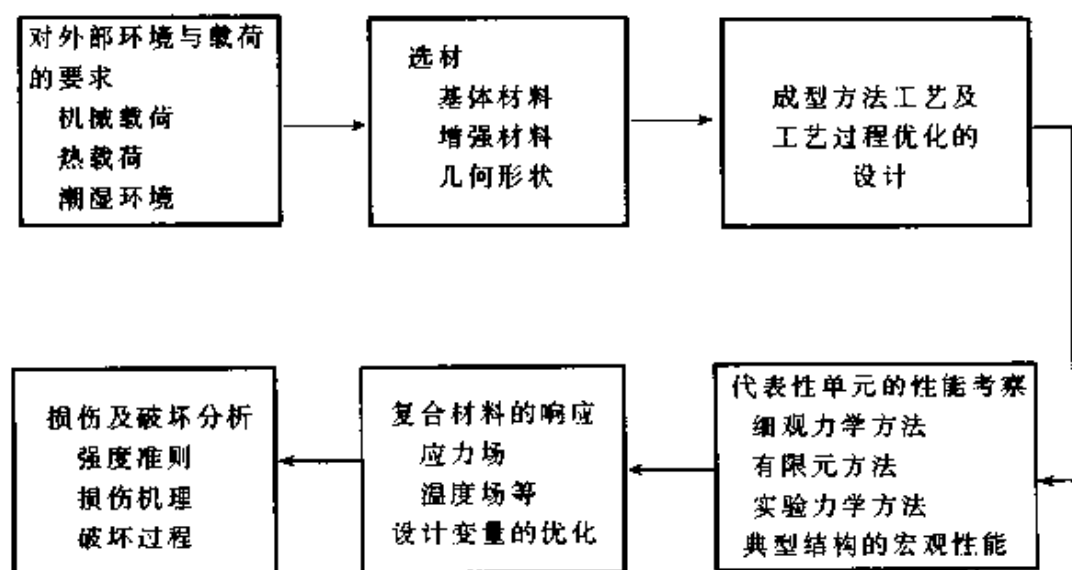 对外部环境与载荷
的要求
机械载荷
热载荷
潮湿环境
选材
基体材料
增强材料
几何形状
成型方法工艺及
工艺过程优化的
设计
代表性单元的性能考察
细观力学方法
有限元方法
实验力学方法
典型结构的宏观性能
复合材料的响应
应力场
温度场等
设计变量的优化
损伤及破坏分析
强度准则
损伤机理
破坏过程